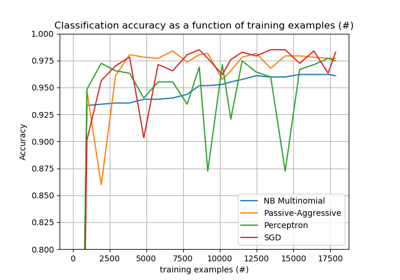 Classification accuracy as a function of training examples (#)
1.000
0.975
0.950
0.925
0.900
0.875
0.850
0.825
0.800
Accuracy
NB Multinomial
Passive-Aggressive
Perceptron
SGD
0 2500 5000 7500 10000 12500 15000 17500
training examples (#)